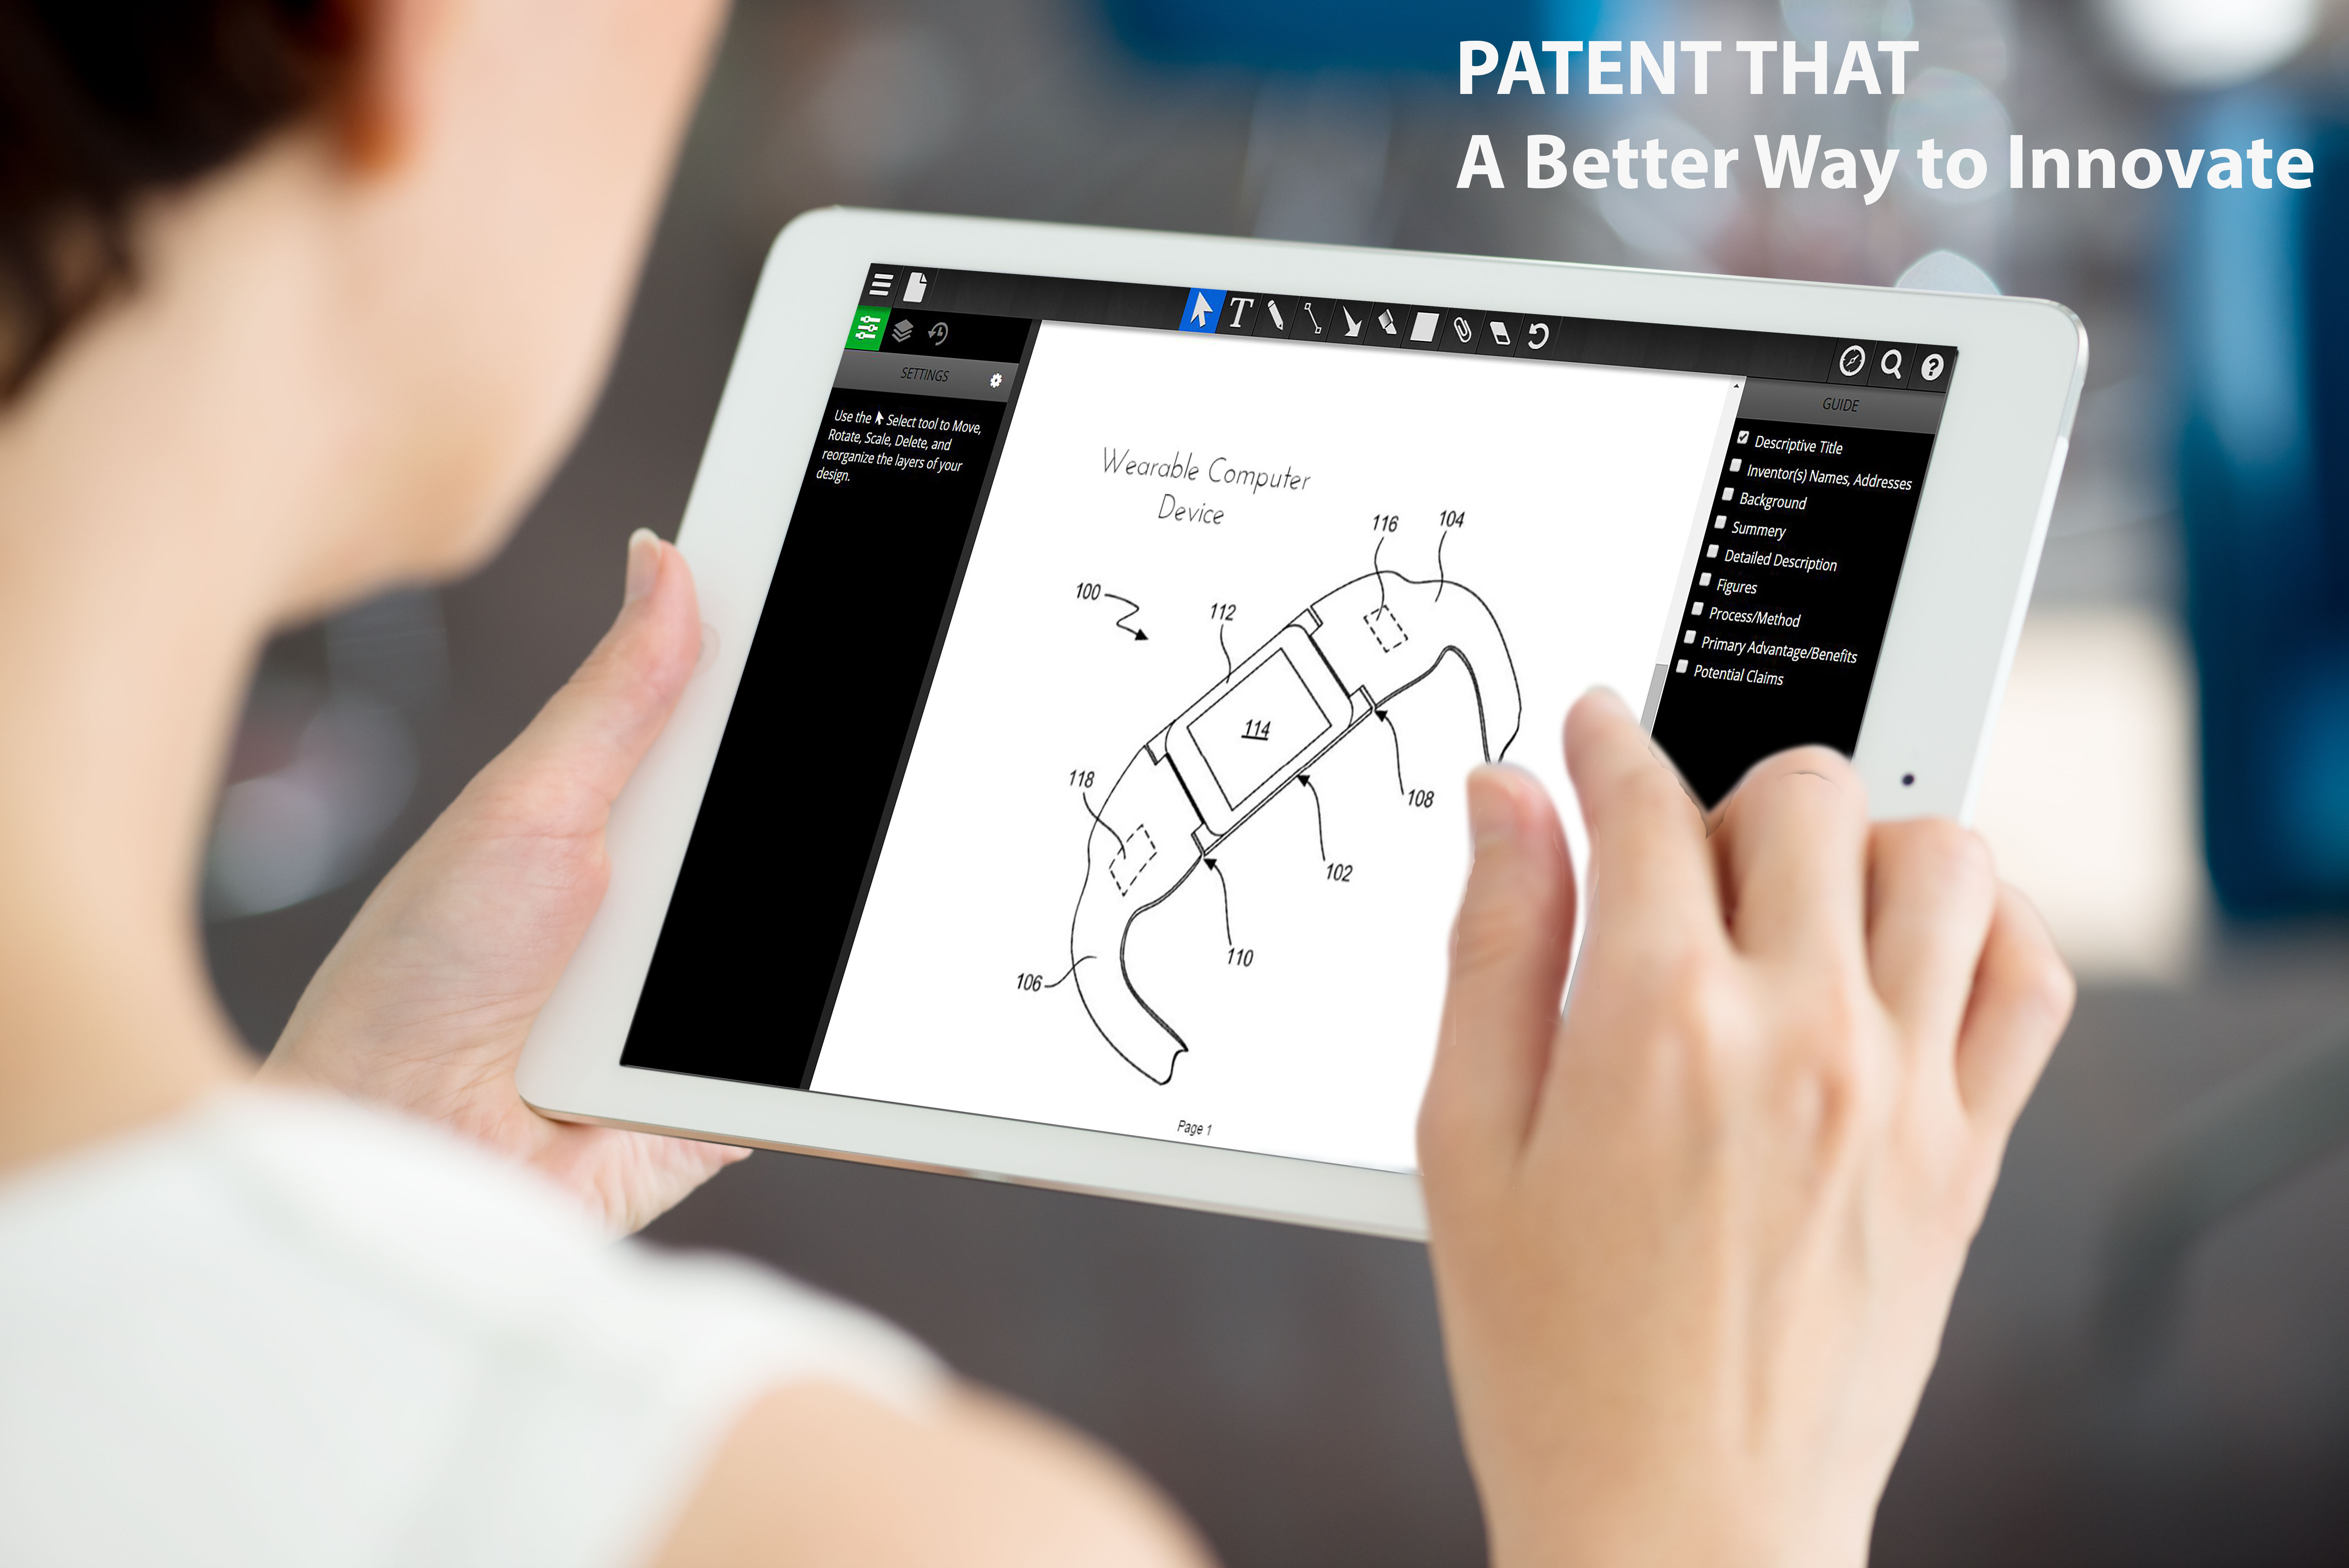 PATENT THAT
A Better Way to Innovate
SETTINGS
Use the Select tool to Move,
Rotate, Scale, Delete, and
reorganize the layers of your
design.
T
?
Wearable Computer
Device
116
104
100
112
114
118
108
102
110
106
Page 1
GUIDE
Descriptive Title
Inventor(s) Names, Addresses
Background
Summery
Detailed Description
Figures
Process/Method
Primary Advantage/Benefits
Potential Claims